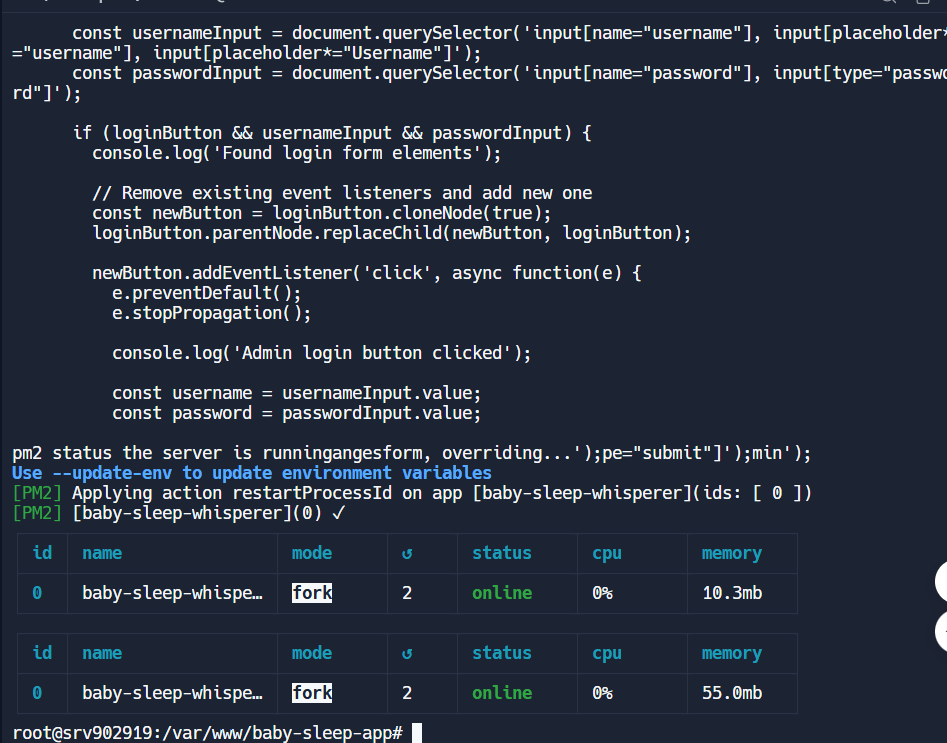 const usernameInput = document.querySelector('input[name="username"], input[placeholder*
="username"], input[placeholder*="Username"]');
      const passwordInput = document.querySelector('input[name="password"], input[type="passwo
rd"]');
      if (loginButton && usernameInput && passwordInput) {
        console.log('Found login form elements');
        // Remove existing event listeners and add new one
        const newButton = loginButton.cloneNode(true);
        loginButton.parentNode.replaceChild(newButton, loginButton);
        newButton.addEventListener('click', async function(e) {
          e.preventDefault();
          e.stopPropagation();
          console.log('Admin login button clicked');
          const username = usernameInput.value;
          const password = passwordInput.value;
pm2 status the server is runningangesform, overriding...');pe="submit"]');min');
Use --update-env to update environment variables
[PM2] Applying action restartProcessId on app [baby-sleep-whisperer](ids: [ 0 ])
[PM2] [baby-sleep-whisperer](0) ✓
id name mode ↺ status cpu memory
0 baby-sleep-whispe… fork 2 online 0% 10.3mb
id name mode ↺ status cpu memory
0 baby-sleep-whispe… fork 2 online 0% 55.0mb
root@srv902919:/var/www/baby-sleep-app#